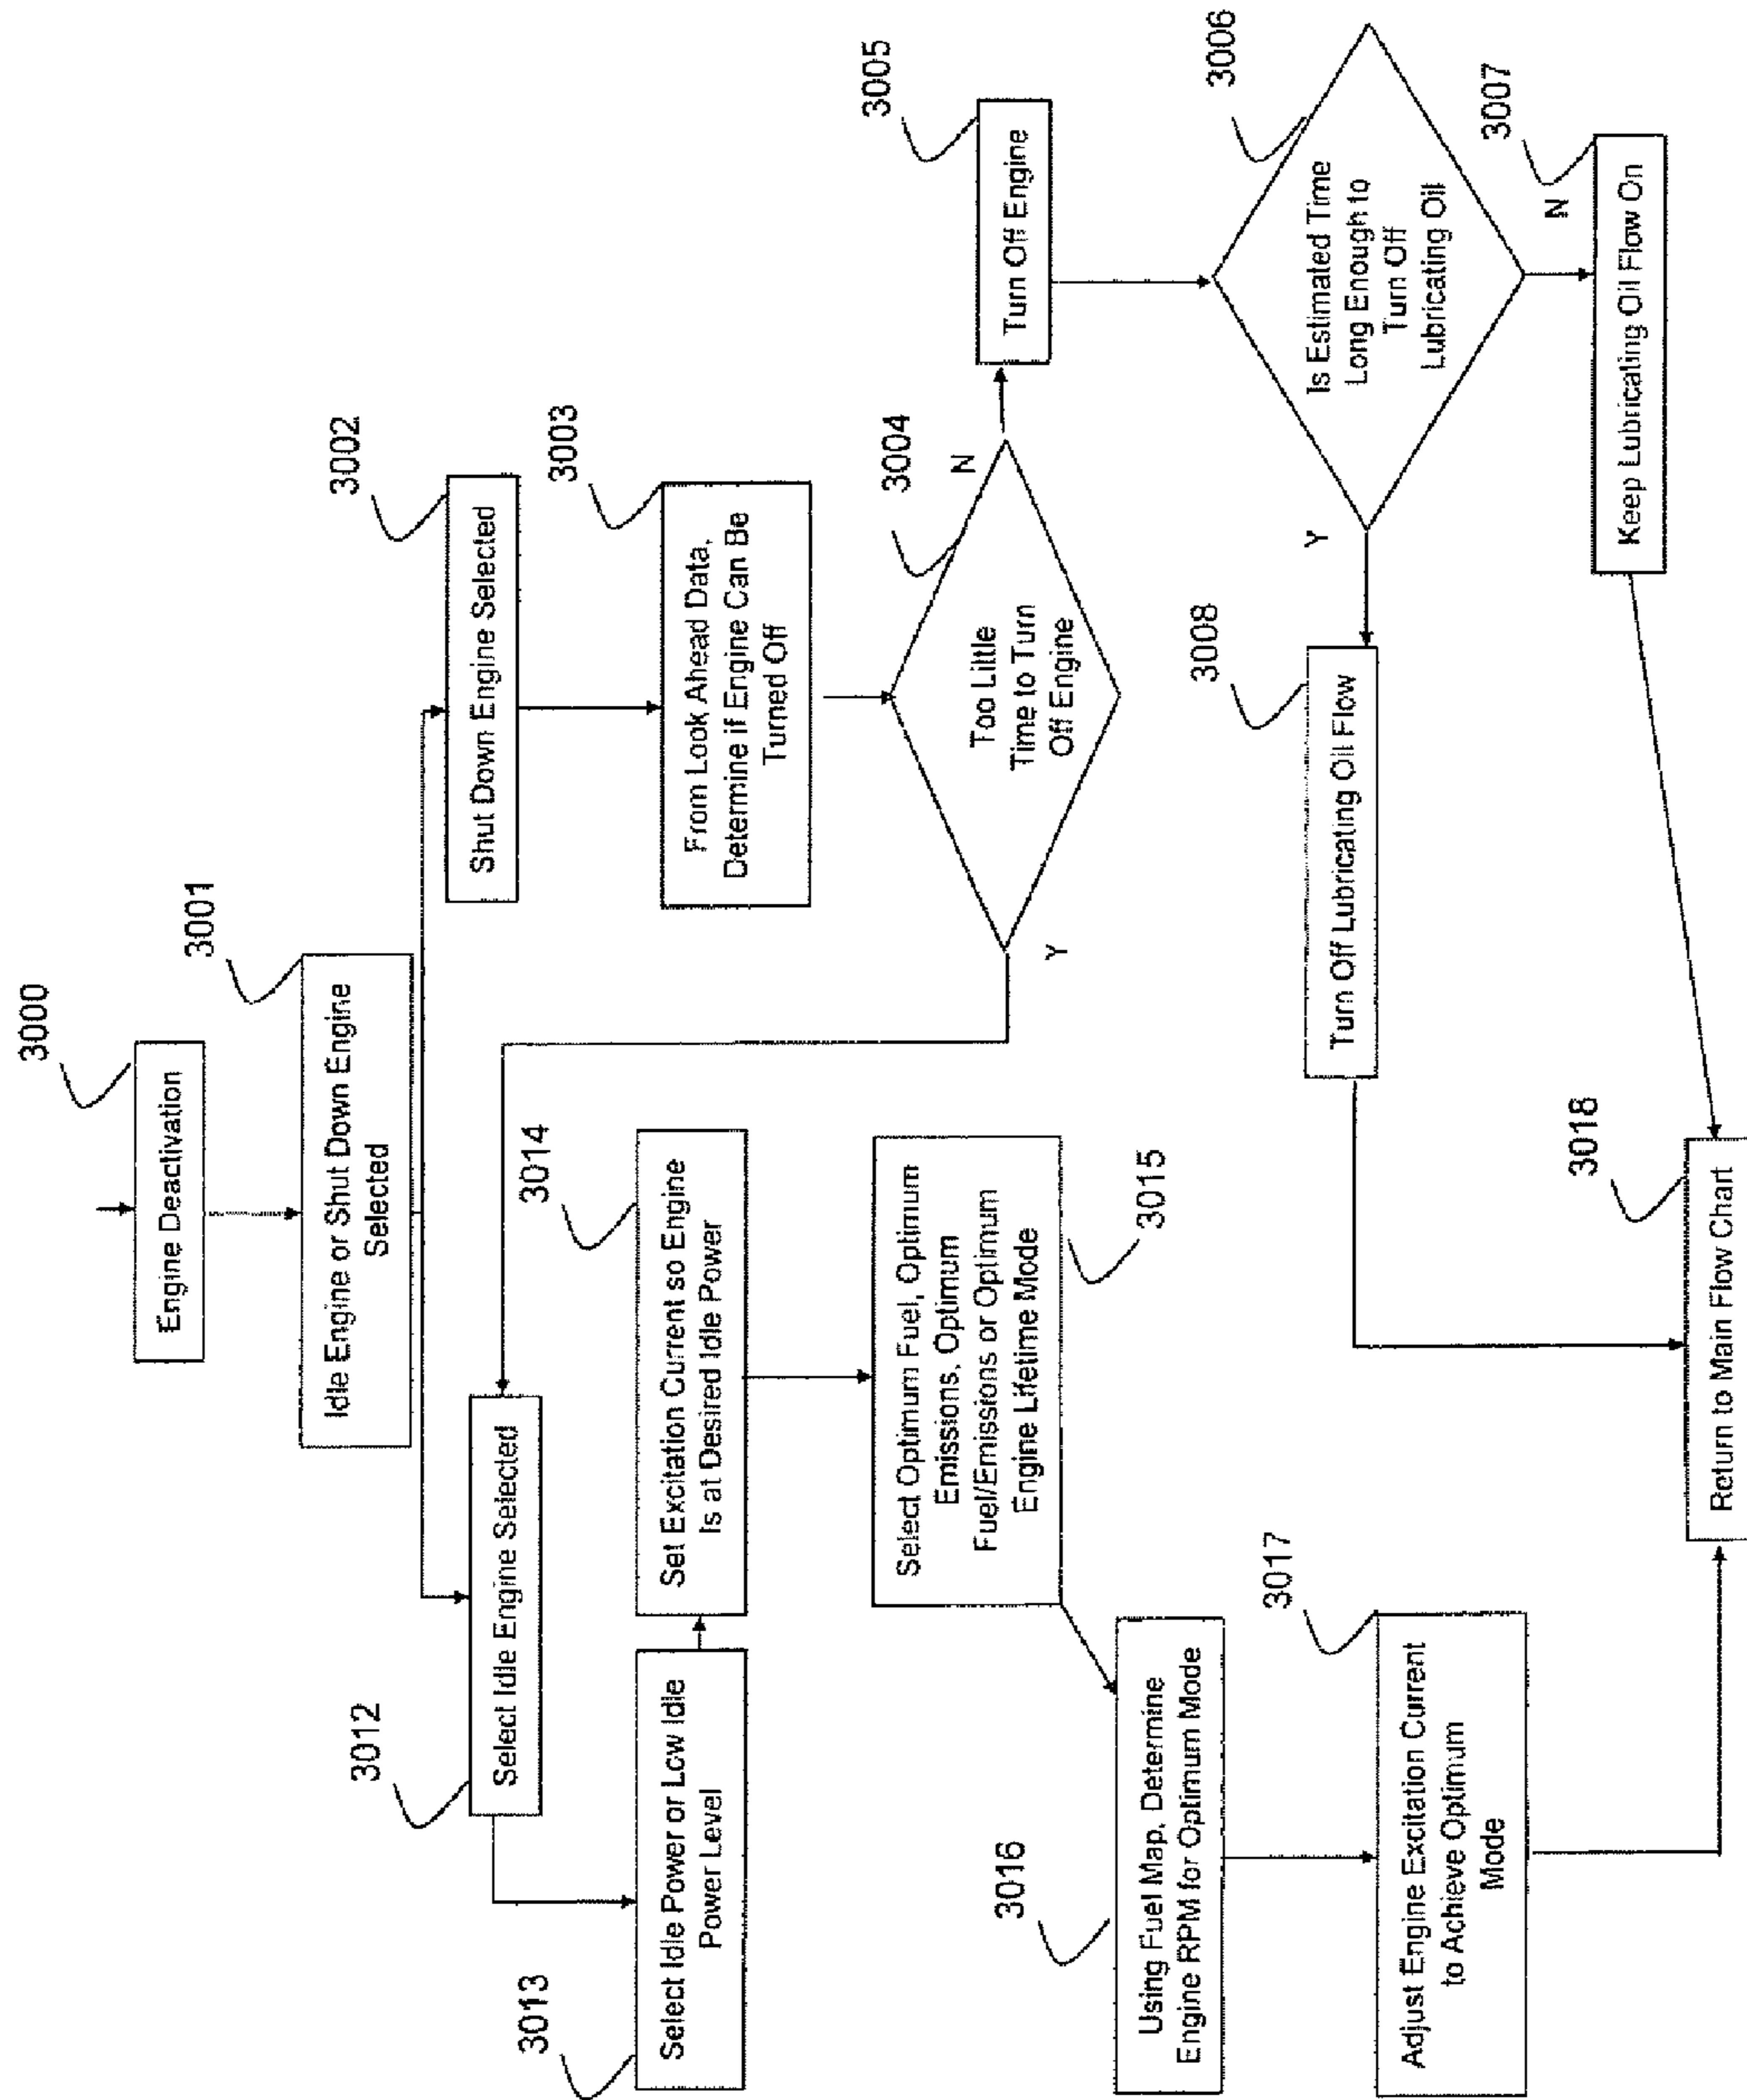 3000
Engine Deactivation
3001
Idle Engine or Shut Down Engine
Selected
3002
Shut Down Engine Selected
3003
From Look Ahead Data,
Determine if Engine Can Be
Turned Off
3004
Too Little
Time to Turn
Off Engine
Y
N
3005
Turn Off Engine
3006
Is Estimated Time
Long Enough to
Turn Off
Lubricating Oil
Y
N
3007
Keep Lubricating Oil Flow On
3008
Turn Off Lubricating Oil Flow
3012
Select Idle Engine Selected
3013
Select Idle Power or Low Idle
Power Level
3014
Set Excitation Current so Engine
Is at Desired Idle Power
3015
Select Optimum Fuel, Optimum
Emissions, Optimum
Fuel/Emissions or Optimum
Engine Lifetime Mode
3016
Using Fuel Map, Determine
Engine RPM for Optimum Mode
3017
Adjust Engine Excitation Current
to Achieve Optimum
Mode
3018
Return to Main Flow Chart